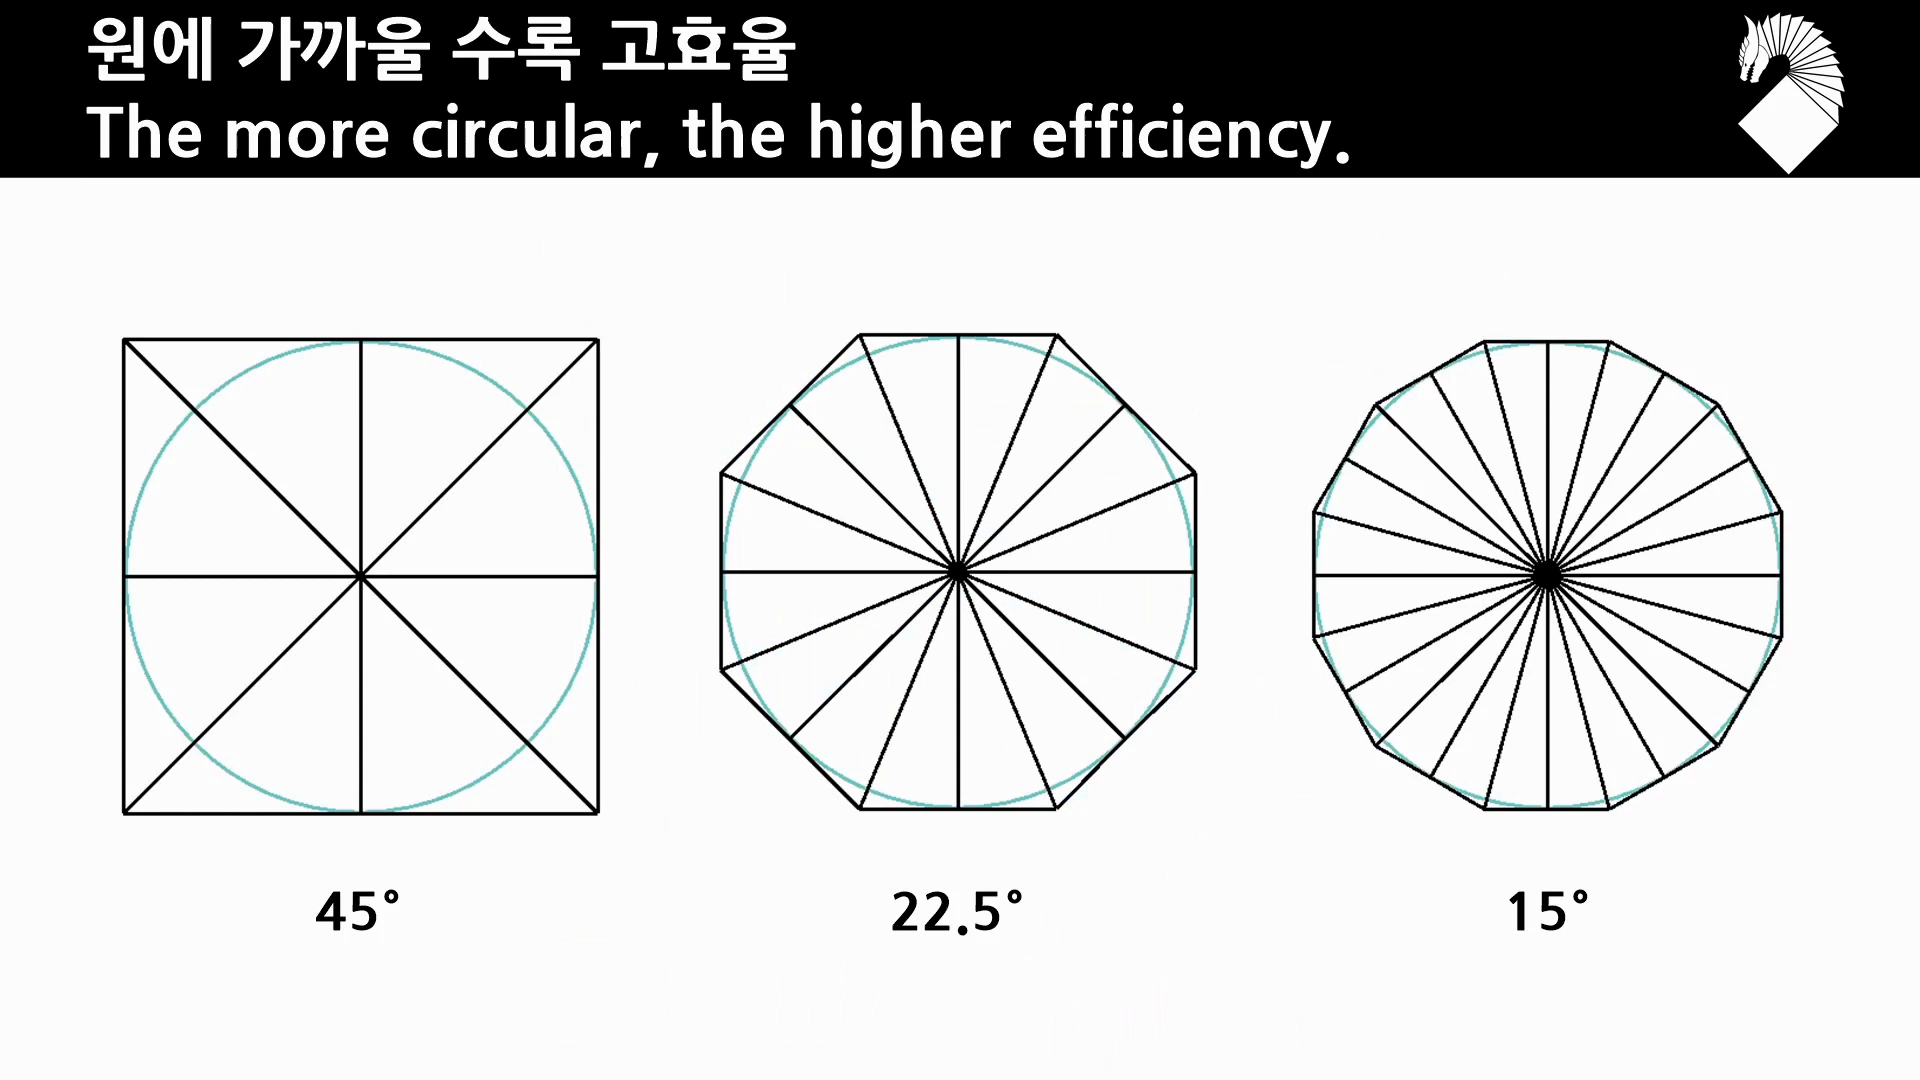 원에 가까울 수록 고효율
The more circular, the higher efficiency.
45°
22.5°
15°